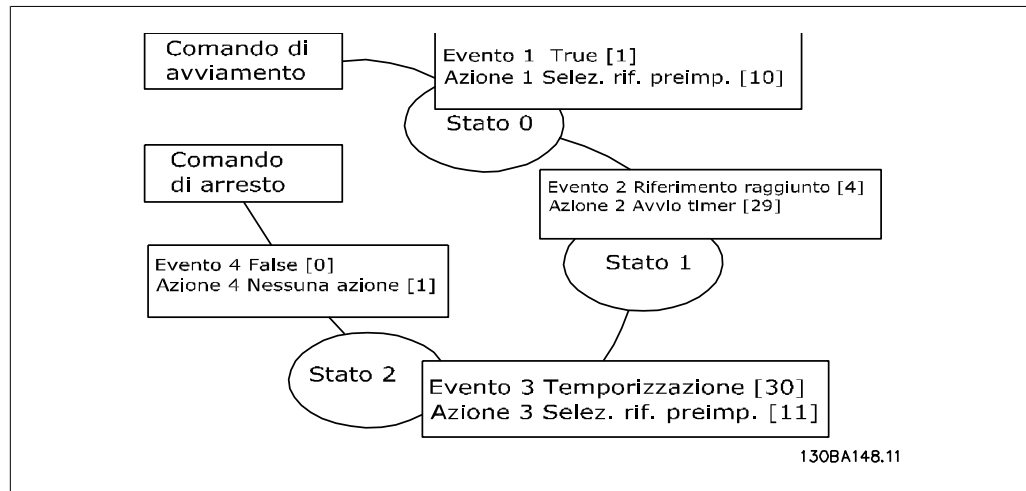 Comando di
avviamento
Evento 1 True [1]
Azione 1 Selez. rif. preimp. [10]
Stato 0
Comando
di arresto
Evento 2 Riferimento raggiunto [4]
Azione 2 Avvio timer [29]
Stato 1
Evento 4 False [0]
Azione 4 Nessuna azione [1]
Stato 2
Evento 3 Temporizzazione [30]
Azione 3 Selez. rif. preimp. [11]
130BA148.11